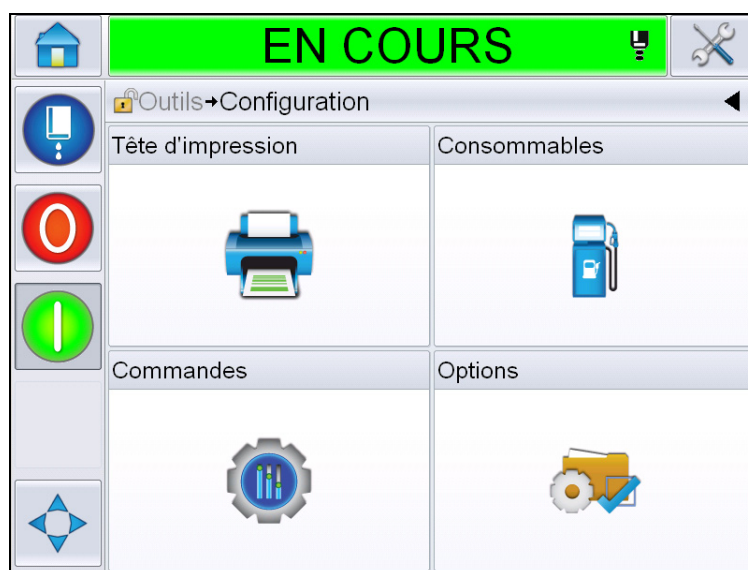 EN COURS
Outils→Configuration
Tête d'impression
Consommables
Commandes
Options